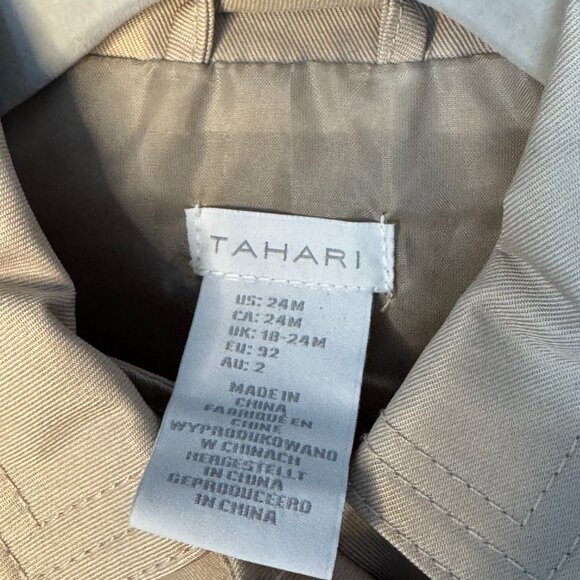 TAHARI
US: 24M
CA: 24M
UK: 18-24M
EU: 92
AU: 2
MADE IN
CHINA
FABRIQUÉ EN
CHINE
WYPRODUKOWANO
W CHINACH
HERGESTELLT
IN CHINA
GEPRODUCEERD
IN CHINA